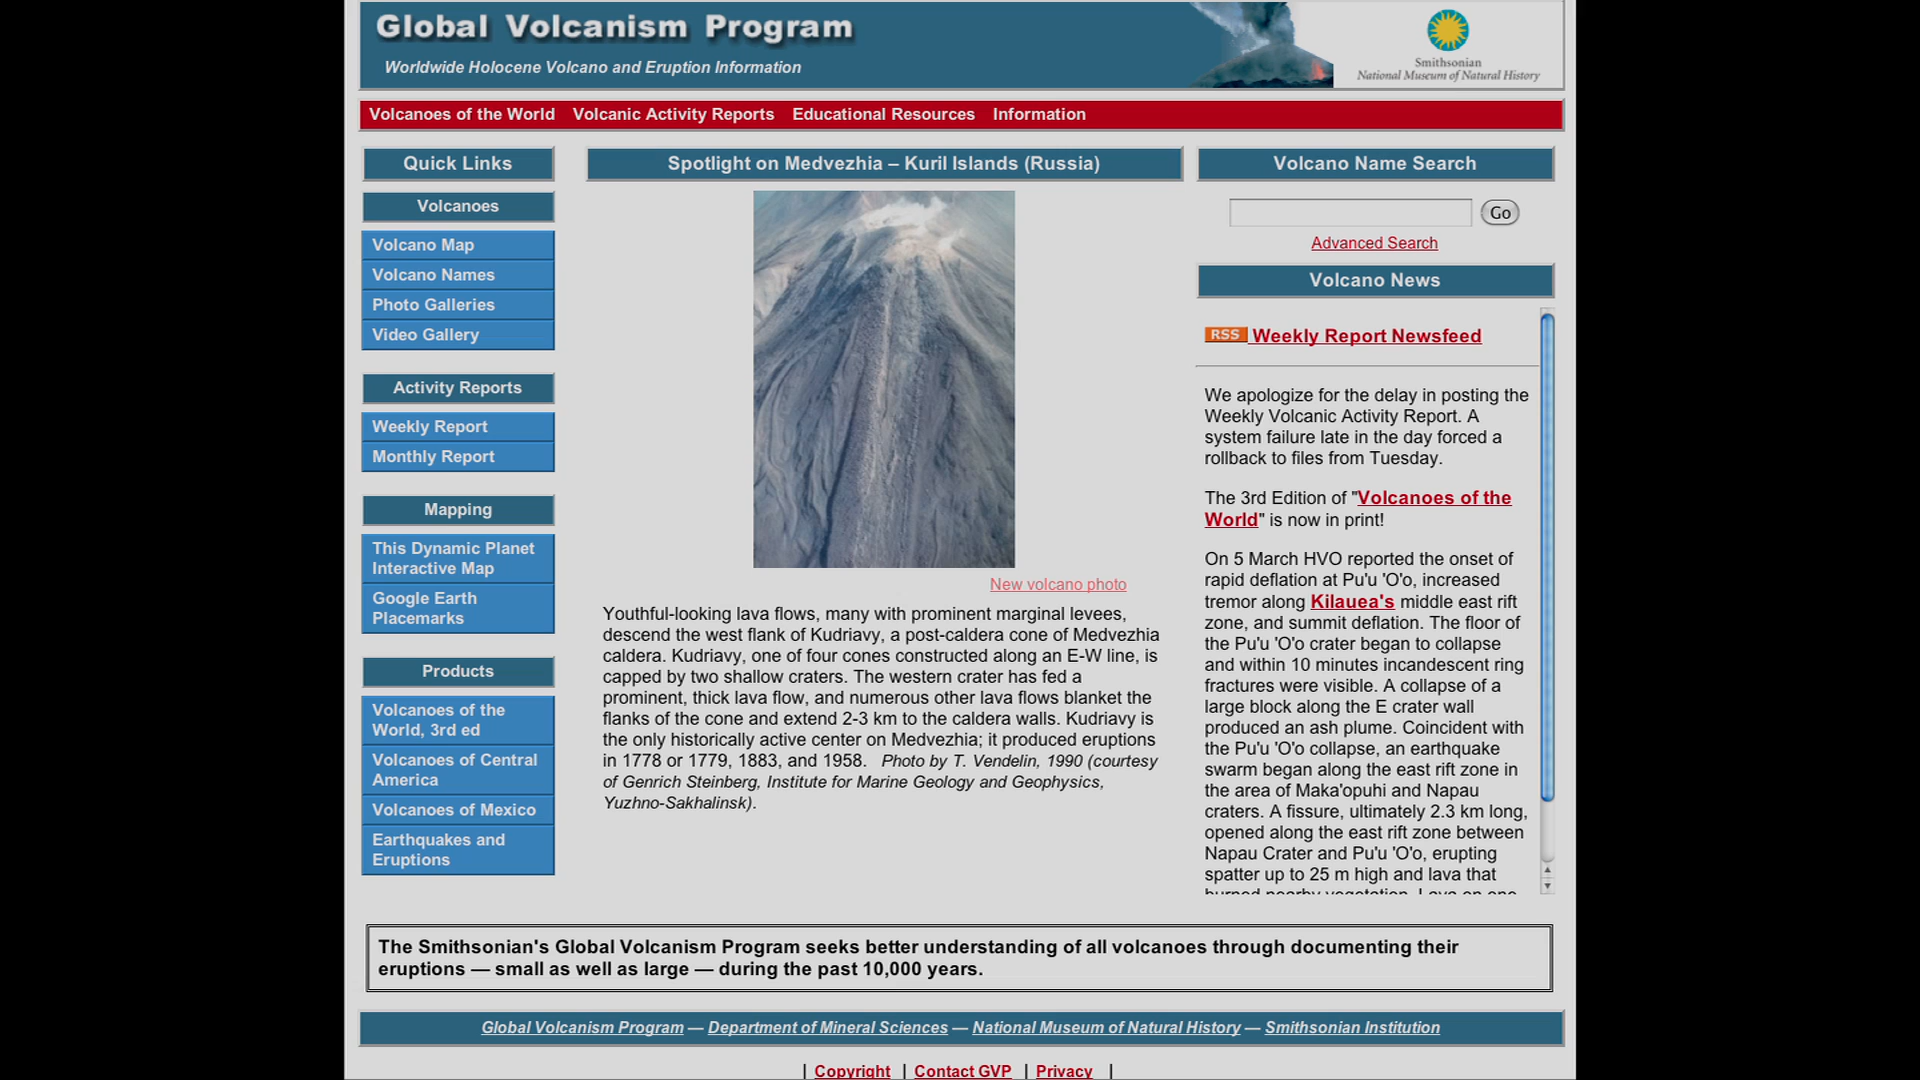 Global Volcanism Program
Worldwide Holocene Volcano and Eruption Information
Smithsonian
National Museum of Natural History
Volcanoes of the World Volcanic Activity Reports Educational Resources Information
Quick Links
Volcanoes
Volcano Map
Volcano Names
Photo Galleries
Video Gallery
Activity Reports
Weekly Report
Monthly Report
Mapping
This Dynamic Planet
Interactive Map
Google Earth
Placemarks
Products
Volcanoes of the
World, 3rd ed
Volcanoes of Central
America
Volcanoes of Mexico
Earthquakes and
Eruptions
Spotlight on Medvezhia – Kuril Islands (Russia)
New volcano photo
Youthful-looking lava flows, many with prominent marginal levees,
descend the west flank of Kudriavy, a post-caldera cone of Medvezhia
caldera. Kudriavy, one of four cones constructed along an E-W line, is
capped by two shallow craters. The western crater has fed a
prominent, thick lava flow, and numerous other lava flows blanket the
flanks of the cone and extend 2-3 km to the caldera walls. Kudriavy is
the only historically active center on Medvezhia; it produced eruptions
in 1778 or 1779, 1883, and 1958. Photo by T. Vendelin, 1990 (courtesy
of Genrich Steinberg, Institute for Marine Geology and Geophysics,
Yuzhno-Sakhalinsk).
Volcano Name Search
Go
Advanced Search
Volcano News
RSS Weekly Report Newsfeed
We apologize for the delay in posting the
Weekly Volcanic Activity Report. A
system failure late in the day forced a
rollback to files from Tuesday.
The 3rd Edition of "Volcanoes of the
World" is now in print!
On 5 March HVO reported the onset of
rapid deflation at Pu'u 'O'o, increased
tremor along Kilauea's middle east rift
zone, and summit deflation. The floor of
the Pu'u 'O'o crater began to collapse
and within 10 minutes incandescent ring
fractures were visible. A collapse of a
large block along the E crater wall
produced an ash plume. Coincident with
the Pu'u 'O'o collapse, an earthquake
swarm began along the east rift zone in
the area of Maka'opuhi and Napau
craters. A fissure, ultimately 2.3 km long,
opened along the east rift zone between
Napau Crater and Pu'u 'O'o, erupting
spatter up to 25 m high and lava that
burned nearby vegetation. Lava on one
The Smithsonian's Global Volcanism Program seeks better understanding of all volcanoes through documenting their
eruptions — small as well as large — during the past 10,000 years.
Global Volcanism Program — Department of Mineral Sciences — National Museum of Natural History — Smithsonian Institution
| Copyright | Contact GVP | Privacy |